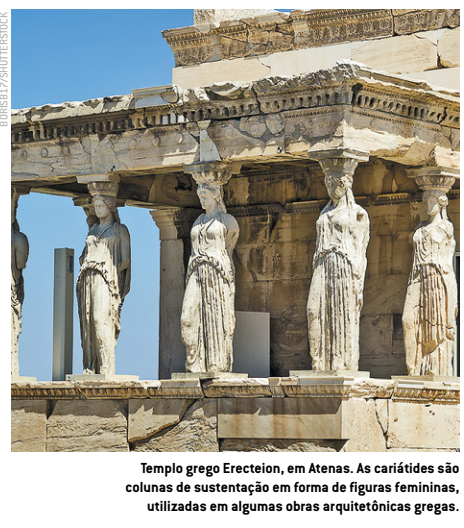 BORISB17/SHUTTERSTOCK
Templo grego Erecteion, em Atenas. As cariátides são
colunas de sustentação em forma de figuras femininas,
utilizadas em algumas obras arquitetônicas gregas.